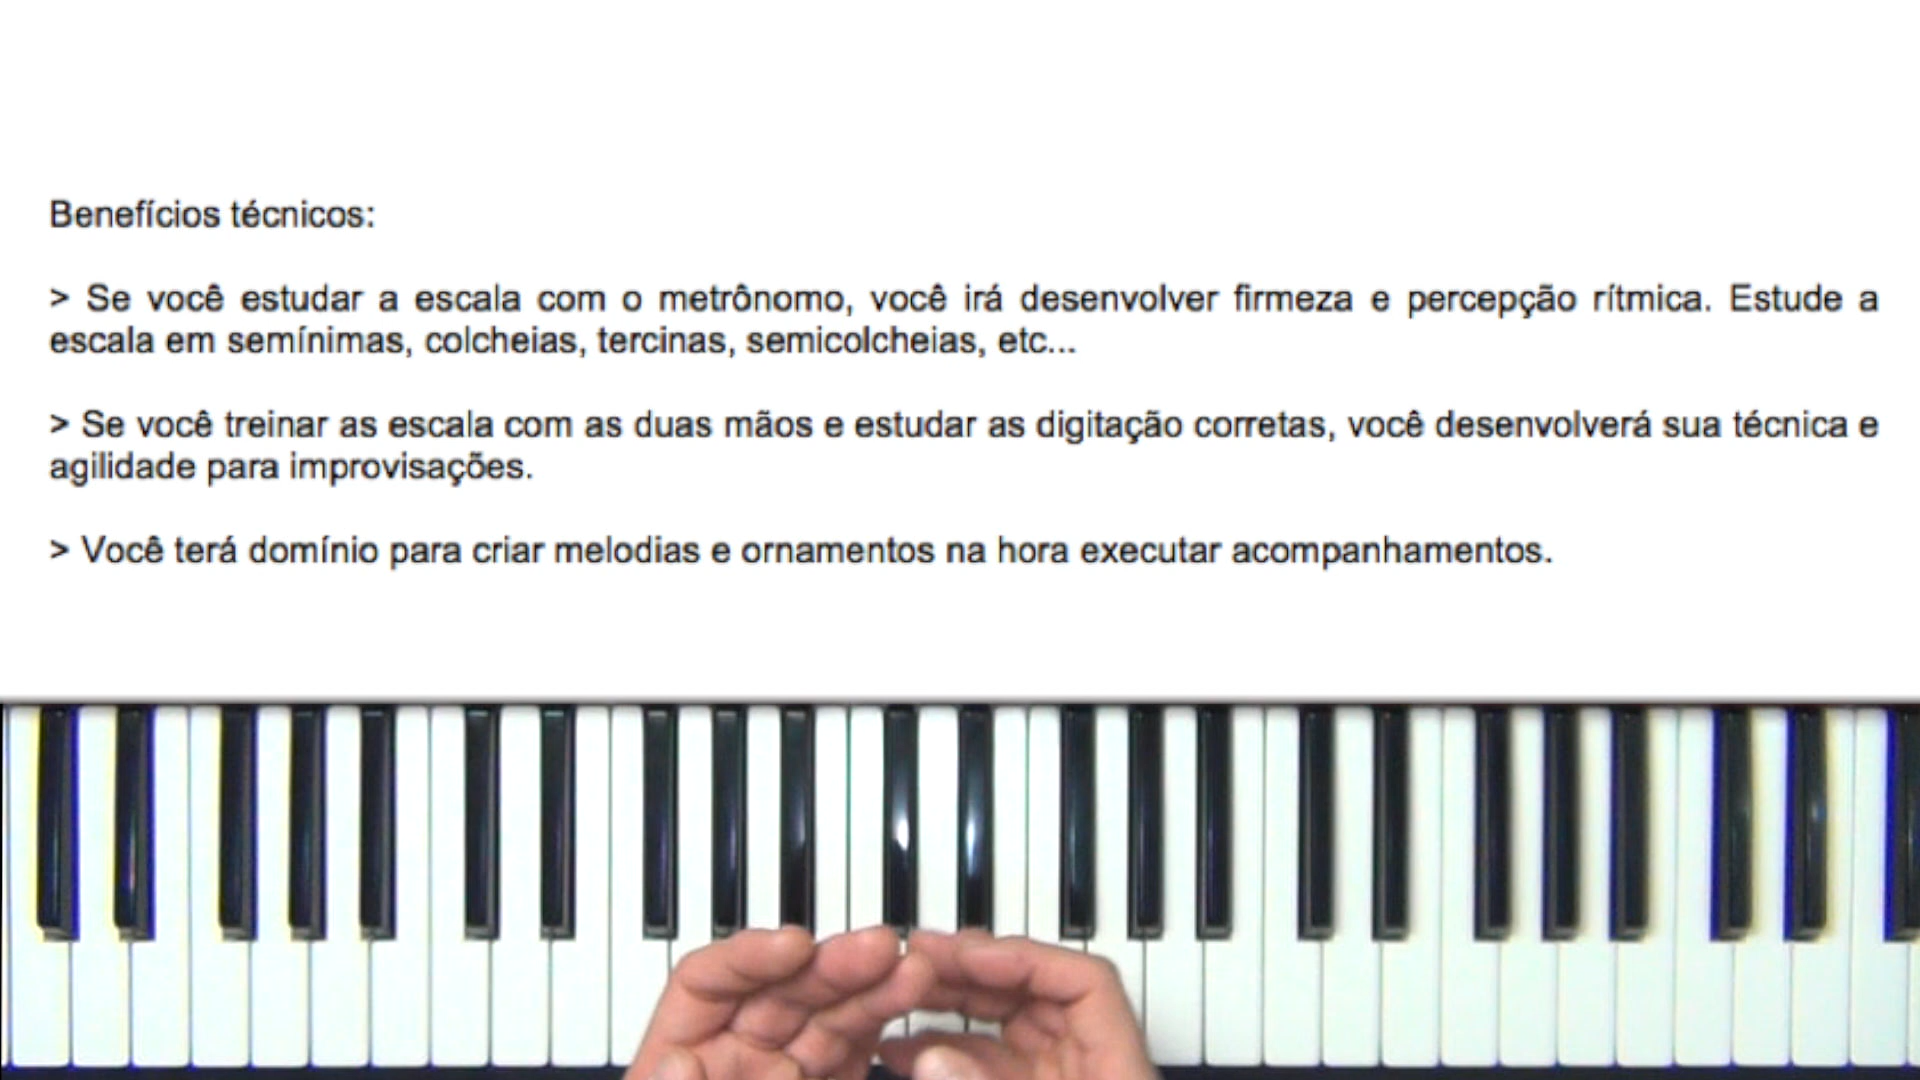 Benefícios técnicos:
> Se você estudar a escala com o metrônomo, você irá desenvolver firmeza e percepção rítmica. Estude a
escala em semínimas, colcheias, tercinas, semicolcheias, etc...
> Se você treinar as escala com as duas mãos e estudar as digitação corretas, você desenvolverá sua técnica e
agilidade para improvisações.
> Você terá domínio para criar melodias e ornamentos na hora executar acompanhamentos.